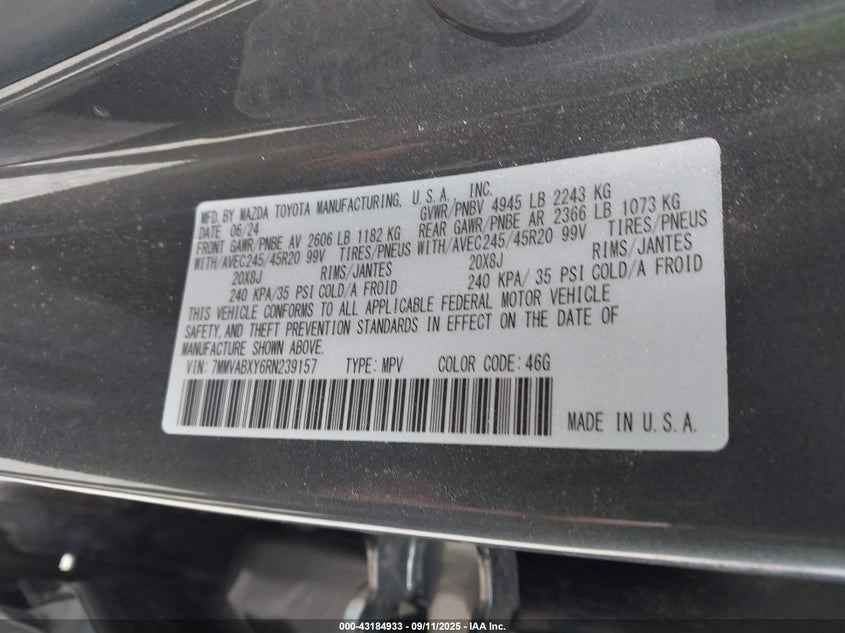 MFD. BY MAZDA TOYOTA MANUFACTURING, U.S.A. INC.
DATE 06/24 GVWR/PNBV 4945 LB 2243 KG
FRONT GAWR/PNBE AV 2606 LB 1182 KG REAR GAWR/PNBE AR 2366 LB 1073 KG
WITH/AVEC245/45R20 99V TIRES/PNEUS WITH/AVEC245/45R20 99V TIRES/PNEUS
20X8J RIMS/JANTES 20X8J RIMS/JANTES
240 KPA/35 PSI COLD/A FROID 240 KPA/ 35 PSI COLD/A FROID
THIS VEHICLE CONFORMS TO ALL APPLICABLE FEDERAL MOTOR VEHICLE
SAFETY, AND THEFT PREVENTION STANDARDS IN EFFECT ON THE DATE OF
MANUFACTURE SHOWN ABOVE.
VIN: 7MMVABXY6RN239157 TYPE: MPV COLOR CODE: 46G
MADE IN U.S.A.
000-43184933 - 09/11/2025 - IAA Inc.